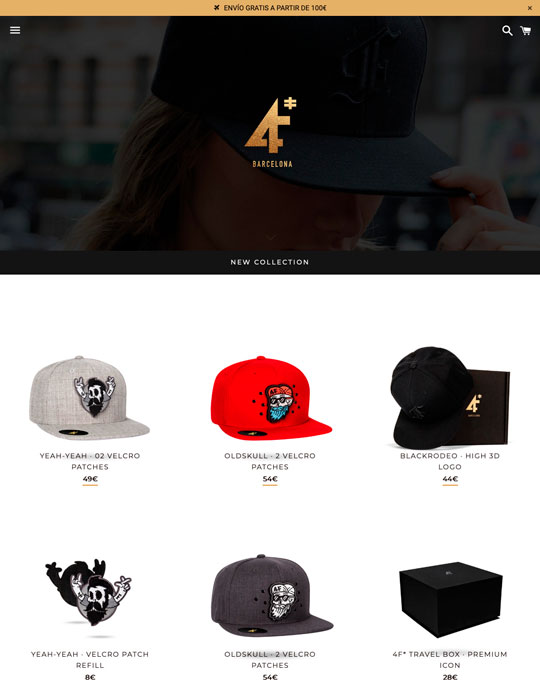 ENVÍO GRATIS A PARTIR DE 100€
4F
BARCELONA
NEW COLLECTION
YEAH-YEAH · 02 VELCRO
PATCHES
49€
OLDSKULL · 2 VELCRO
PATCHES
54€
BLACKRODEO · HIGH 3D
LOGO
44€
YEAH-YEAH · VELCRO PATCH
REFILL
8€
OLDSKULL · 2 VELCRO
PATCHES
54€
4F* TRAVEL BOX · PREMIUM
ICON
28€